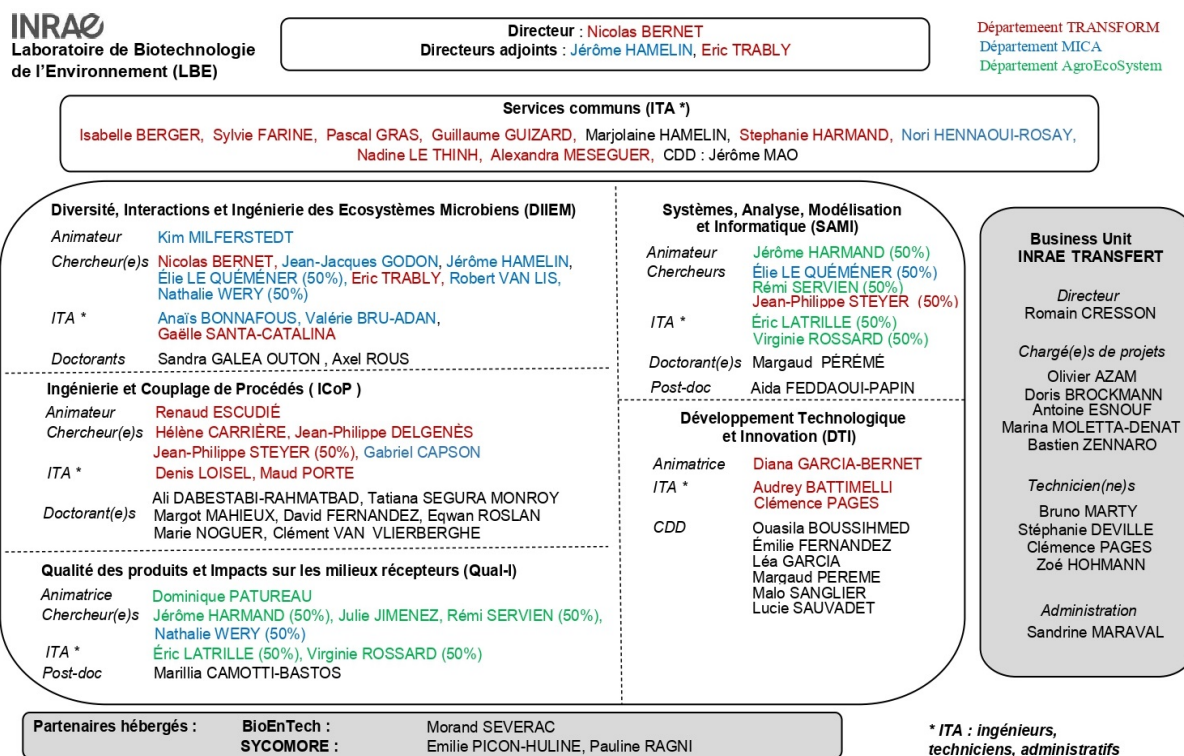 INRAE
Laboratoire de Biotechnologie
de l'Environnement (LBE)
Directeur : Nicolas BERNET
Directeurs adjoints : Jérôme HAMELIN, Eric TRABLY
Départemeent TRANSFORM
Départment MICA
Département AgroEcoSystem
Services communs (ITA *)
Isabelle BERGER, Sylvie FARINE, Pascal GRAS, Guillaume GUIZARD, Marjolaine HAMELIN, Stephanie HARMAND, Nori HENNAOUI-ROSAY,
Nadine LE THINH, Alexandra MESEGUER, CDD : Jérôme MAO
Diversité, Interactions et Ingénierie des Ecosystèmes Microbiens (DIIEM)
Animateur Kim MILFERSTEDT
Chercheur(e)s Nicolas BERNET, Jean-Jacques GODON, Jérôme HAMELIN,
Élie LE QUÉMÉNER (50%), Eric TRABLY, Robert VAN LIS,
Nathalie WERY (50%)
ITA * Anaïs BONNAFOUS, Valérie BRU-ADAN,
Gaëlle SANTA-CATALINA
Doctorants Sandra GALEA OUTON , Axel ROUS
Ingénierie et Couplage de Procédés ( ICoP )
Animateur Renaud ESCUDIÉ
Chercheur(e)s Hélène CARRIÈRE, Jean-Philippe DELGENÈS
Jean-Philippe STEYER (50%), Gabriel CAPSON
ITA * Denis LOISEL, Maud PORTE
Doctorant(e)s Ali DABESTABI-RAHMATBAD, Tatiana SEGURA MONROY
Margot MAHIEUX, David FERNANDEZ, Eqwan ROSLAN
Marie NOGUER, Clément VAN VLIERBERGHE
Qualité des produits et Impacts sur les milieux récepteurs (Qual-I)
Animatrice Dominique PATUREAU
Chercheur(e)s Jérôme HARMAND (50%), Julie JIMENEZ, Rémi SERVIEN (50%),
Nathalie WERY (50%)
ITA * Éric LATRILLE (50%), Virginie ROSSARD (50%)
Post-doc Marillia CAMOTTI-BASTOS
Systèmes, Analyse, Modélisation
et Informatique (SAMI)
Animateur Jérôme HARMAND (50%)
Chercheurs Élie LE QUÉMÉNER (50%)
Rémi SERVIEN (50%)
Jean-Philippe STEYER (50%)
ITA * Éric LATRILLE (50%)
Virginie ROSSARD (50%)
Doctorant(e)s Margaud PÉRÉMÉ
Post-doc Aida FEDDAOUI-PAPIN
Développement Technologique
et Innovation (DTI)
Animatrice Diana GARCIA-BERNET
ITA * Audrey BATTIMELLI
Clémence PAGES
CDD Ouasila BOUSSIHMED
Émilie FERNANDEZ
Léa GARCIA
Margaud PEREME
Malo SANGLIER
Lucie SAUVADET
Business Unit
INRAE TRANSFERT
Directeur
Romain CRESSON
Chargé(e)s de projets
Olivier AZAM
Doris BROCKMANN
Antoine ESNOUF
Marina MOLETTA-DENAT
Bastien ZENNARO
Technicien(ne)s
Bruno MARTY
Stéphanie DEVILLE
Clémence PAGES
Zoé HOHMANN
Administration
Sandrine MARAVAL
Partenaires hébergés : BioEnTech : Morand SEVERAC
SYCOMORE : Emilie PICON-HULINE, Pauline RAGNI
* ITA : ingénieurs,
techniciens, administratifs